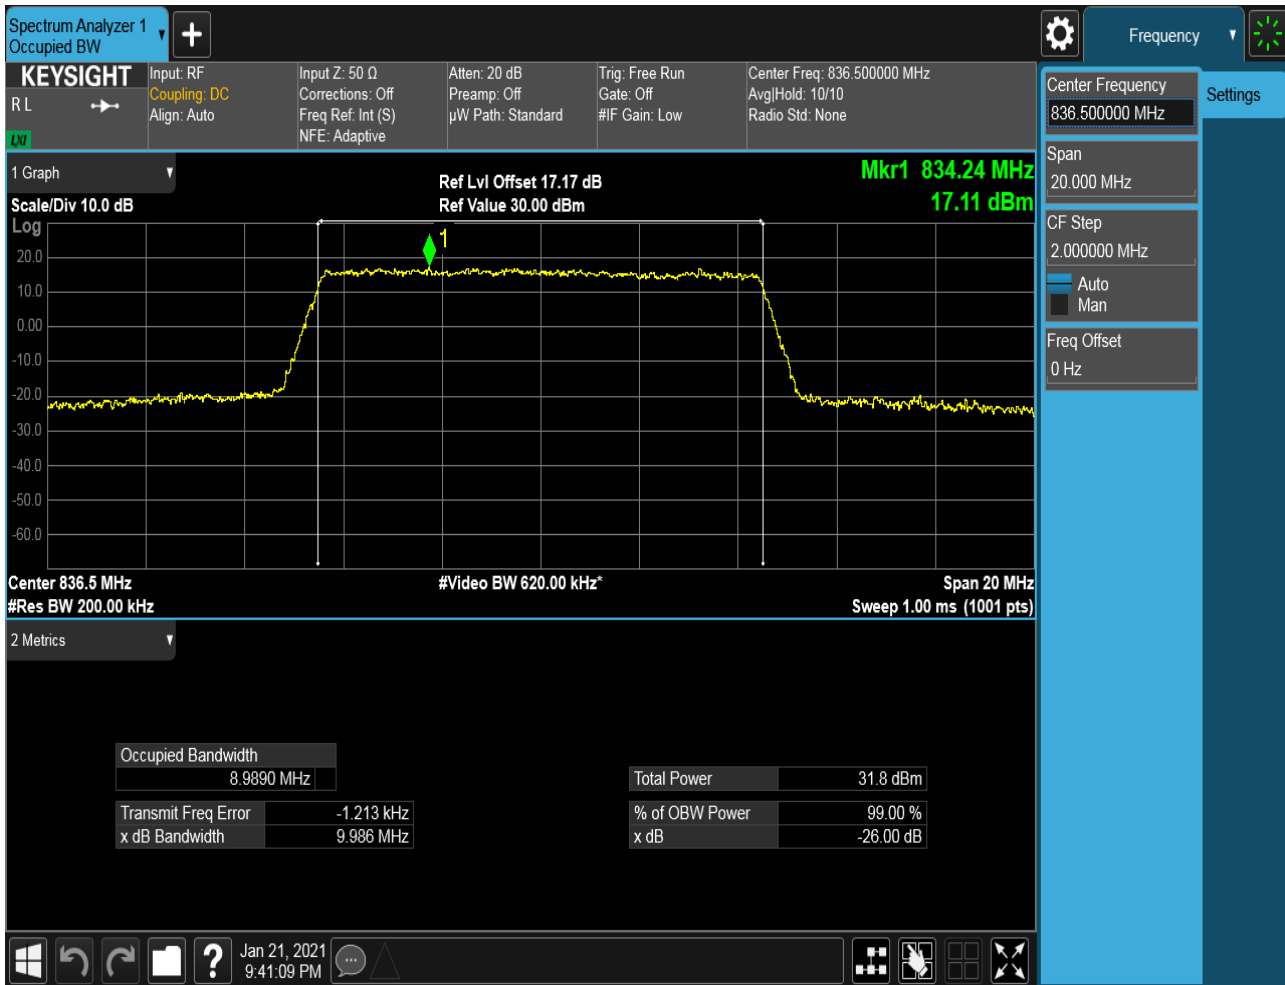 Spectrum Analyzer 1
Occupied BW
+
Frequency
KEYSIGHT
R L
LXI
Input: RF
Coupling: DC
Align: Auto
Input Z: 50 Ω
Corrections: Off
Freq Ref: Int (S)
NFE: Adaptive
Atten: 20 dB
Preamp: Off
µW Path: Standard
Trig: Free Run
Gate: Off
#IF Gain: Low
Center Freq: 836.500000 MHz
Avg|Hold: 10/10
Radio Std: None
Center Frequency
836.500000 MHz
Settings
Span
20.000 MHz
CF Step
2.000000 MHz
Auto
Man
Freq Offset
0 Hz
1 Graph
Scale/Div 10.0 dB
Ref Lvl Offset 17.17 dB
Ref Value 30.00 dBm
Mkr1 834.24 MHz
17.11 dBm
Log
1
20.0
10.0
0.00
-10.0
-20.0
-30.0
-40.0
-50.0
-60.0
Center 836.5 MHz
#Video BW 620.00 kHz*
Span 20 MHz
#Res BW 200.00 kHz
Sweep 1.00 ms (1001 pts)
2 Metrics
Occupied Bandwidth
8.9890 MHz
Total Power 31.8 dBm
Transmit Freq Error -1.213 kHz
% of OBW Power 99.00 %
x dB Bandwidth 9.986 MHz
x dB -26.00 dB
?
Jan 21, 2021
9:41:09 PM